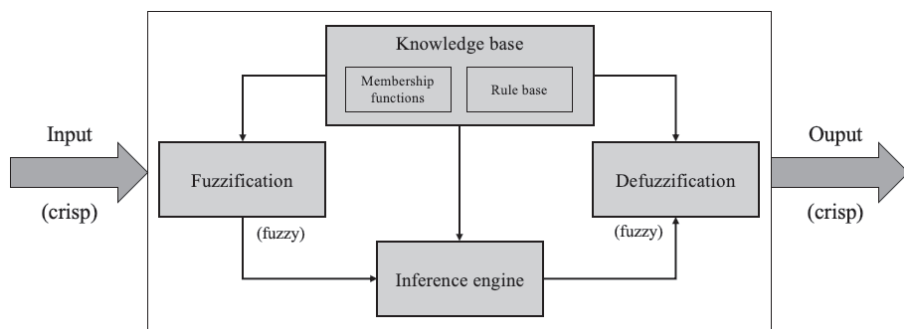 Knowledge base
Membership
functions
Rule base
Input
(crisp)
Fuzzification
(fuzzy)
Inference engine
(fuzzy)
Defuzzification
Ouput
(crisp)